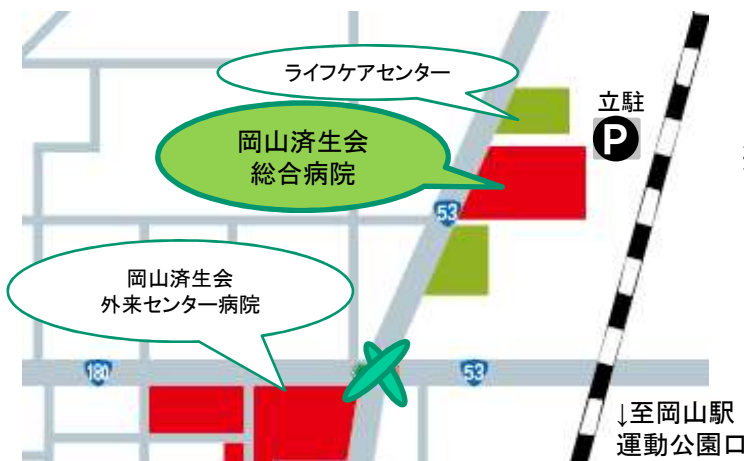 ライフケアセンター
立駐
P
岡山済生会
総合病院
53
岡山済生会
外来センター病院
180
53
↓至岡山駅
運動公園口